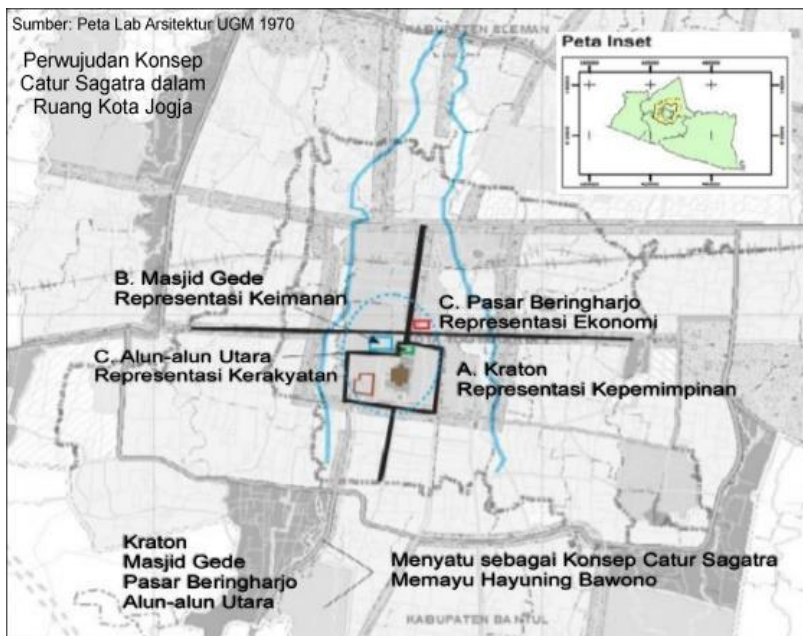 Sumber: Peta Lab Arsitektur UGM 1970
KABUPATEN SLEMAN
Perwujudan Konsep
Catur Sagatra dalam
Ruang Kota Jogja
Peta Inset
B. Masjid Gede
Representasi Keimanan
C. Pasar Beringharjo
Representasi Ekonomi
C. Alun-alun Utara
Representasi Kerakyatan
A. Kraton
Representasi Kepemimpinan
Kraton
Masjid Gede
Pasar Beringharjo
Alun-alun Utara
Menyatu sebagai Konsep Catur Sagatra
Memayu Hayuning Bawono
KABUPATEN BANTUL